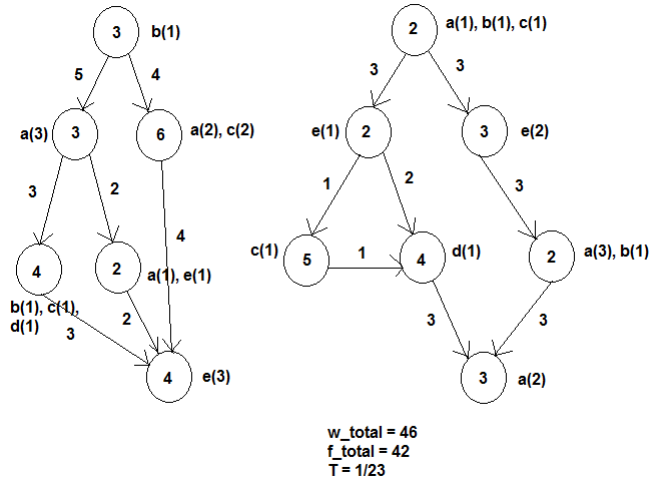 3 b(1)
5 4
a(3) 3 6 a(2), c(2)
3 2
4
4 2 a(1), e(1)
b(1), c(1),
d(1)
3 2
4 e(3)
2 a(1), b(1), c(1)
3 3
e(1) 2 3 e(2)
1 2 3
c(1) 5 1 4 d(1) 2 a(3), b(1)
3 3
3 a(2)
w_total = 46
f_total = 42
T = 1/23